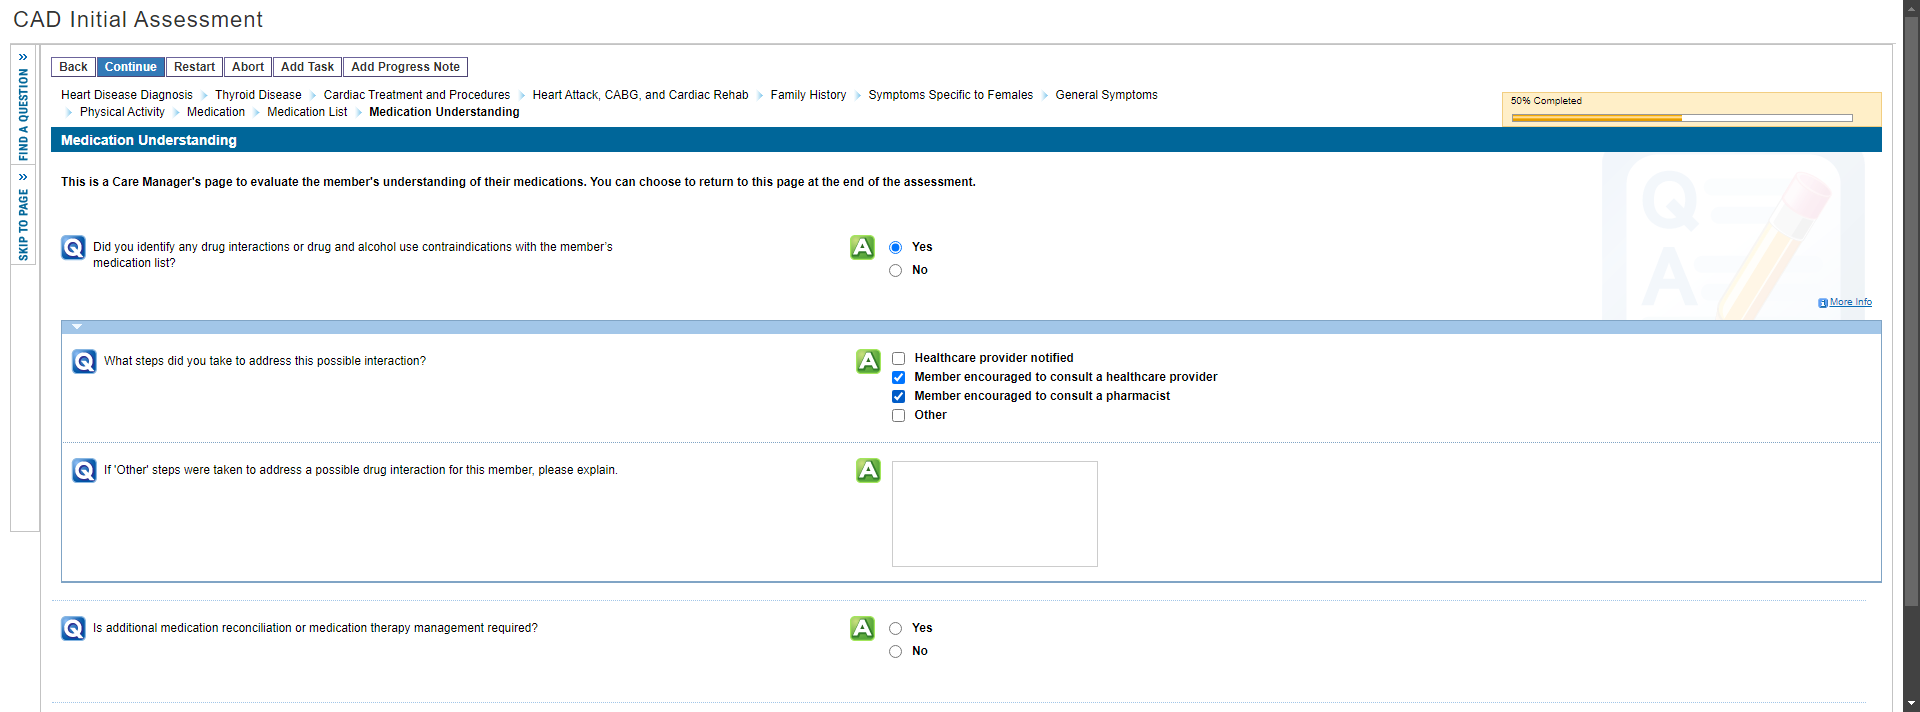 CAD Initial Assessment
» FIND A QUESTION
» SKIP TO PAGE
Back Continue Restart Abort Add Task Add Progress Note
Heart Disease Diagnosis Thyroid Disease Cardiac Treatment and Procedures Heart Attack, CABG, and Cardiac Rehab Family History Symptoms Specific to Females General Symptoms
Physical Activity Medication Medication List Medication Understanding
50% Completed
Medication Understanding
This is a Care Manager's page to evaluate the member's understanding of their medications. You can choose to return to this page at the end of the assessment.
Q A
Q Did you identify any drug interactions or drug and alcohol use contraindications with the member’s
medication list?
A Yes
No
More Info
Q What steps did you take to address this possible interaction?
A Healthcare provider notified
Member encouraged to consult a healthcare provider
Member encouraged to consult a pharmacist
Other
Q If 'Other' steps were taken to address a possible drug interaction for this member, please explain.
A
Q Is additional medication reconciliation or medication therapy management required?
A Yes
No